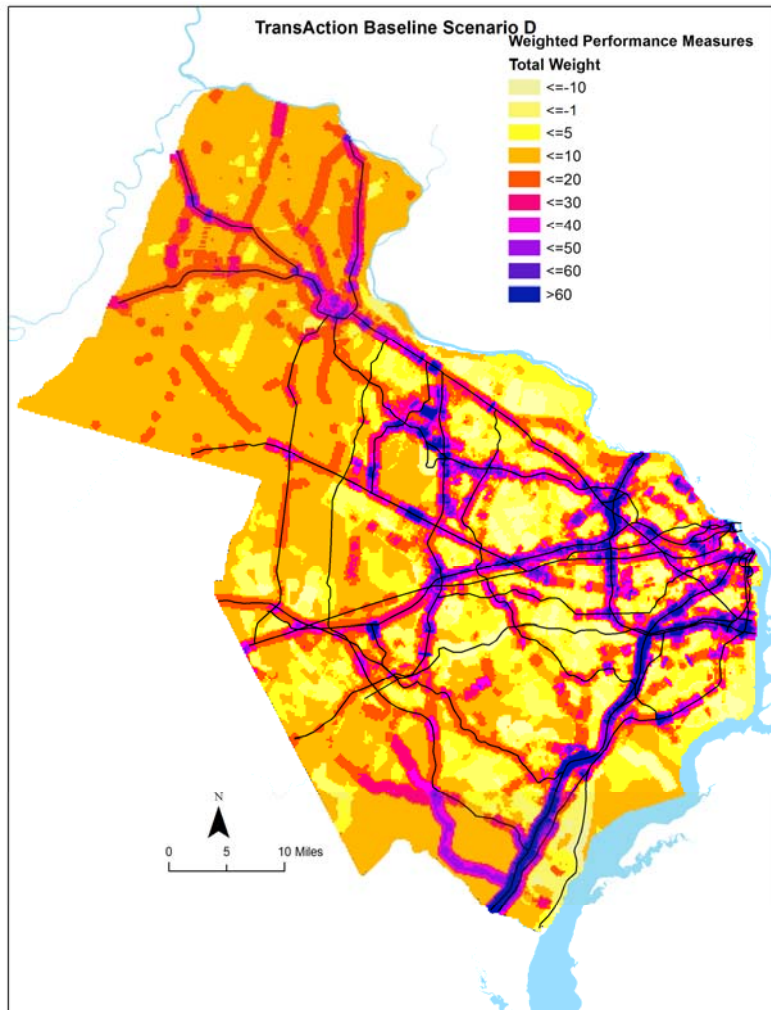 TransAction Baseline Scenario D
Weighted Performance Measures
Total Weight
<=-10
<=-1
<=5
<=10
<=20
<=30
<=40
<=50
<=60
>60
N
0 5 10 Miles